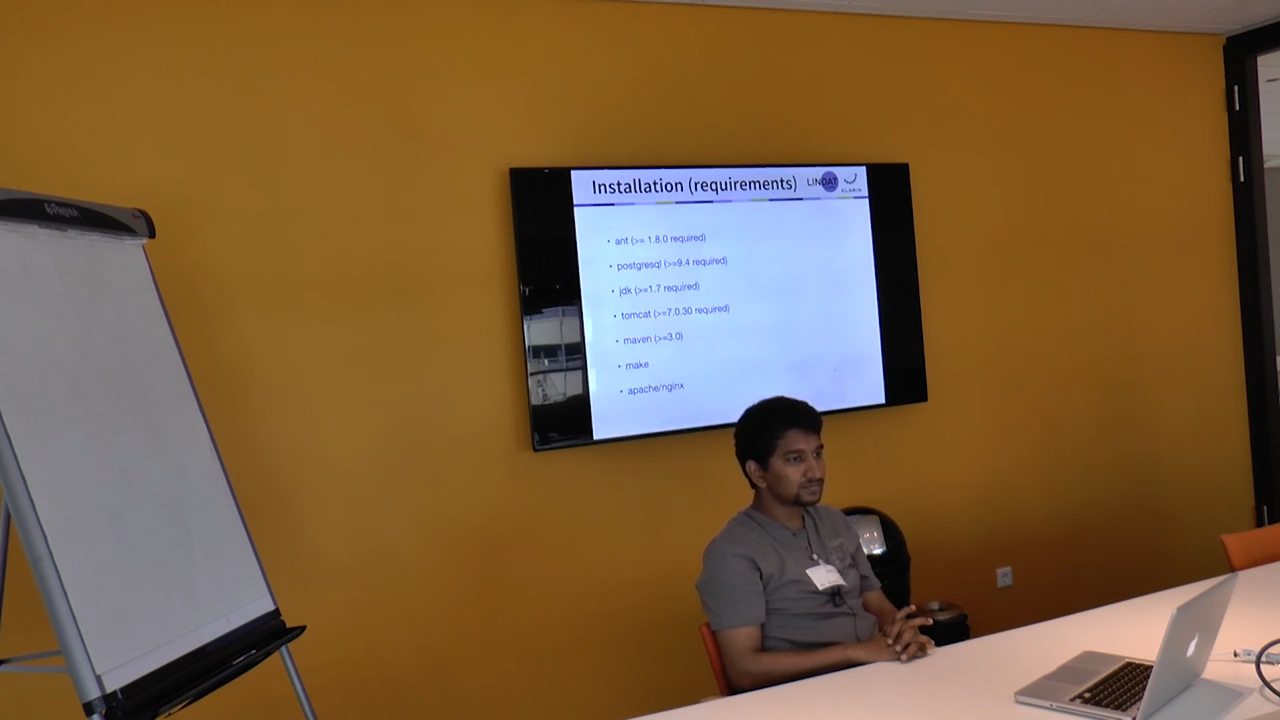 Installation (requirements)
LINDAT
CLARIN
• ant (>= 1.8.0 required)
• postgresql (>=9.4 required)
• jdk (>=1.7 required)
• tomcat (>=7.0.30 required)
• maven (>=3.0)
• make
• apache/nginx